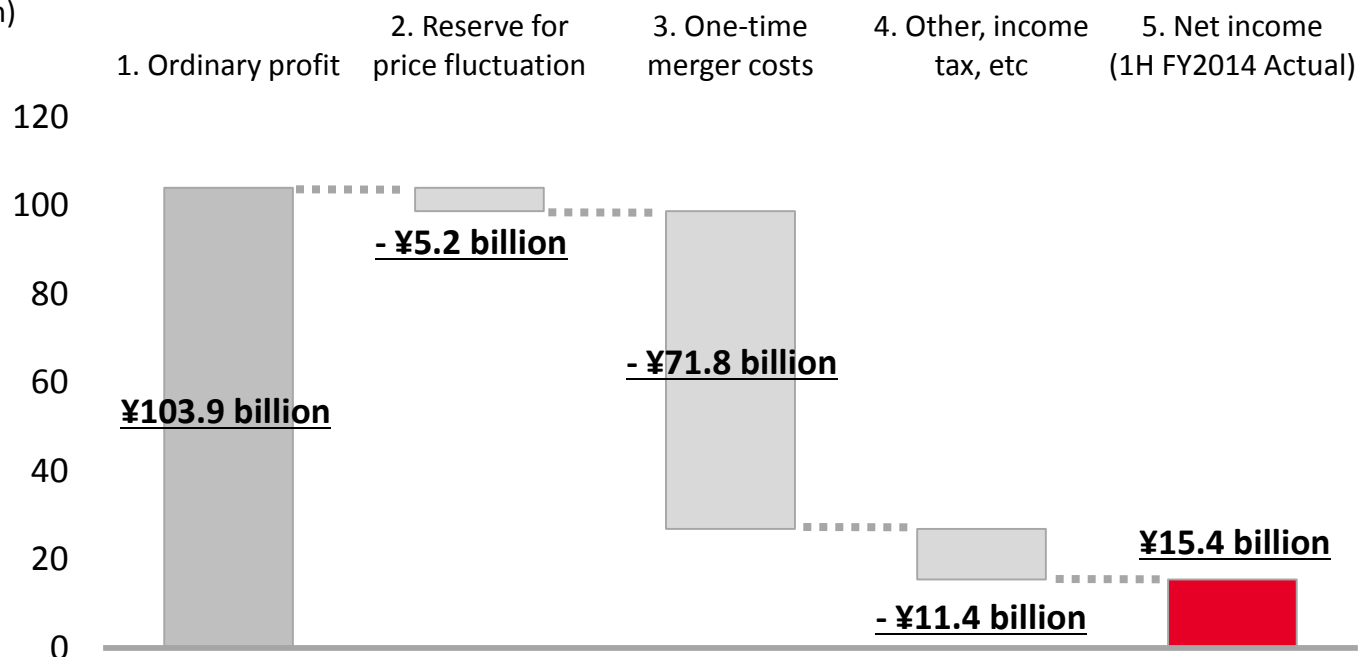 n)
1. Ordinary profit
2. Reserve for
price fluctuation
3. One-time
merger costs
4. Other, income
tax, etc
5. Net income
(1H FY2014 Actual)
120
100
80
60
40
20
0
¥103.9 billion
- ¥5.2 billion
- ¥71.8 billion
- ¥11.4 billion
¥15.4 billion